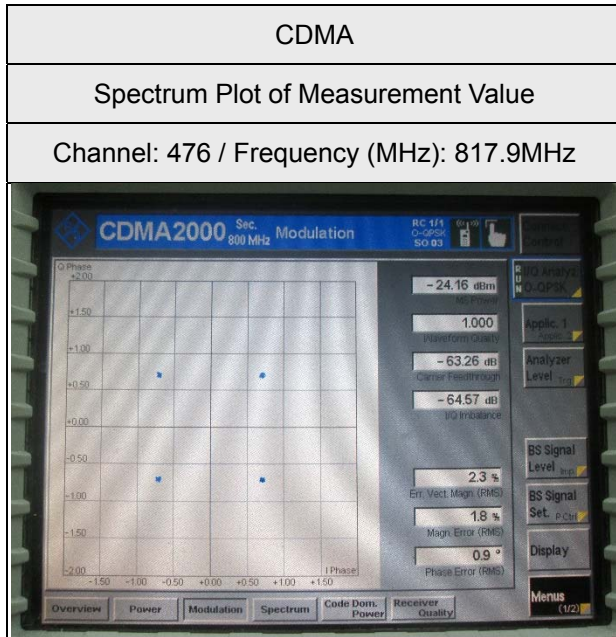 CDMA
Spectrum Plot of Measurement Value
Channel: 476 / Frequency (MHz): 817.9MHz
CDMA2000 Sec. 800 MHz Modulation
RC 1/1
O-QPSK
SO 03
Control
Q Phase
+2.00
+1.50
+1.00
+0.50
+0.00
-0.50
-1.00
-1.50
-2.00
-1.50 -1.00 -0.50 +0.00 +0.50 +1.00 +1.50
I Phase
-24.16 dBm
MS Power
1.000
Waveform Quality
-63.26 dB
Carrier Feedthrough
-64.57 dB
I/Q Imbalance
2.3 %
Err. Vect. Magn. (RMS)
1.8 %
Magn. Error (RMS)
0.9 °
Phase Error (RMS)
RUN
I/Q Analyz.
O-QPSK
Applic. 1
Analyzer
Level Trg
BS Signal
Level Imp.
BS Signal
Set. P.Ctrl
Display
Menus
(1/2)
Overview
Power
Modulation
Spectrum
Code Dom.
Power
Receiver
Quality